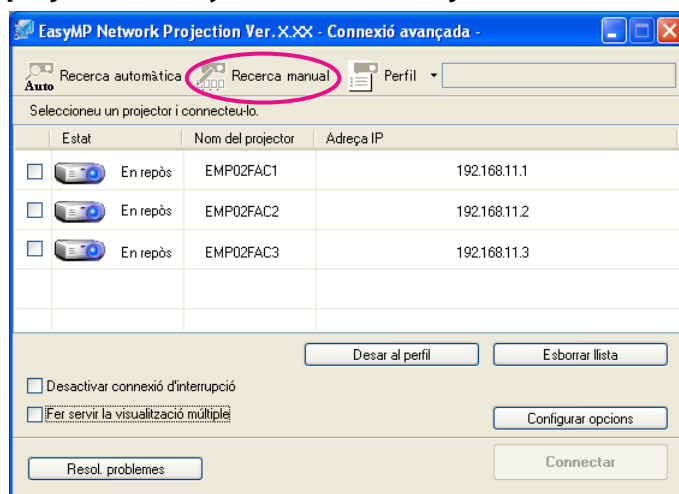 EasyMP Network Projection Ver.X.XX - Connexió avançada -
Auto Recerca automàtica Recerca manual Perfil
Seleccioneu un projector i connecteu-lo.
Estat Nom del projector Adreça IP
En repòs EMP02FAC1 192.168.11.1
En repòs EMP02FAC2 192.168.11.2
En repòs EMP02FAC3 192.168.11.3
Desar al perfil Esborrar llista
Desactivar connexió d'interrupció
Fer servir la visualització múltiple
Configurar opcions
Resol. problemes Connectar